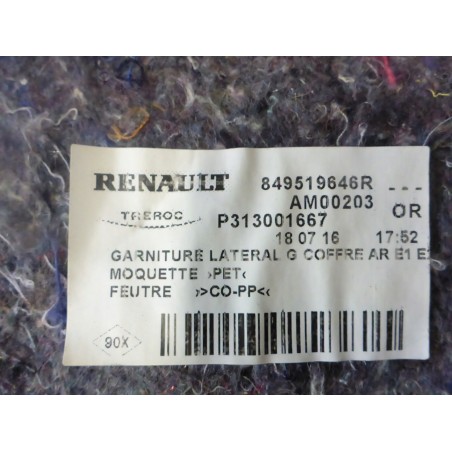 RENAULT 849519646R ---
AM00203
TREROC P313001667 OR
18 07 16 17:52
GARNITURE LATERAL G COFFRE AR E1
MOQUETTE >PET<
FEUTRE >>CO-PP<<
90X